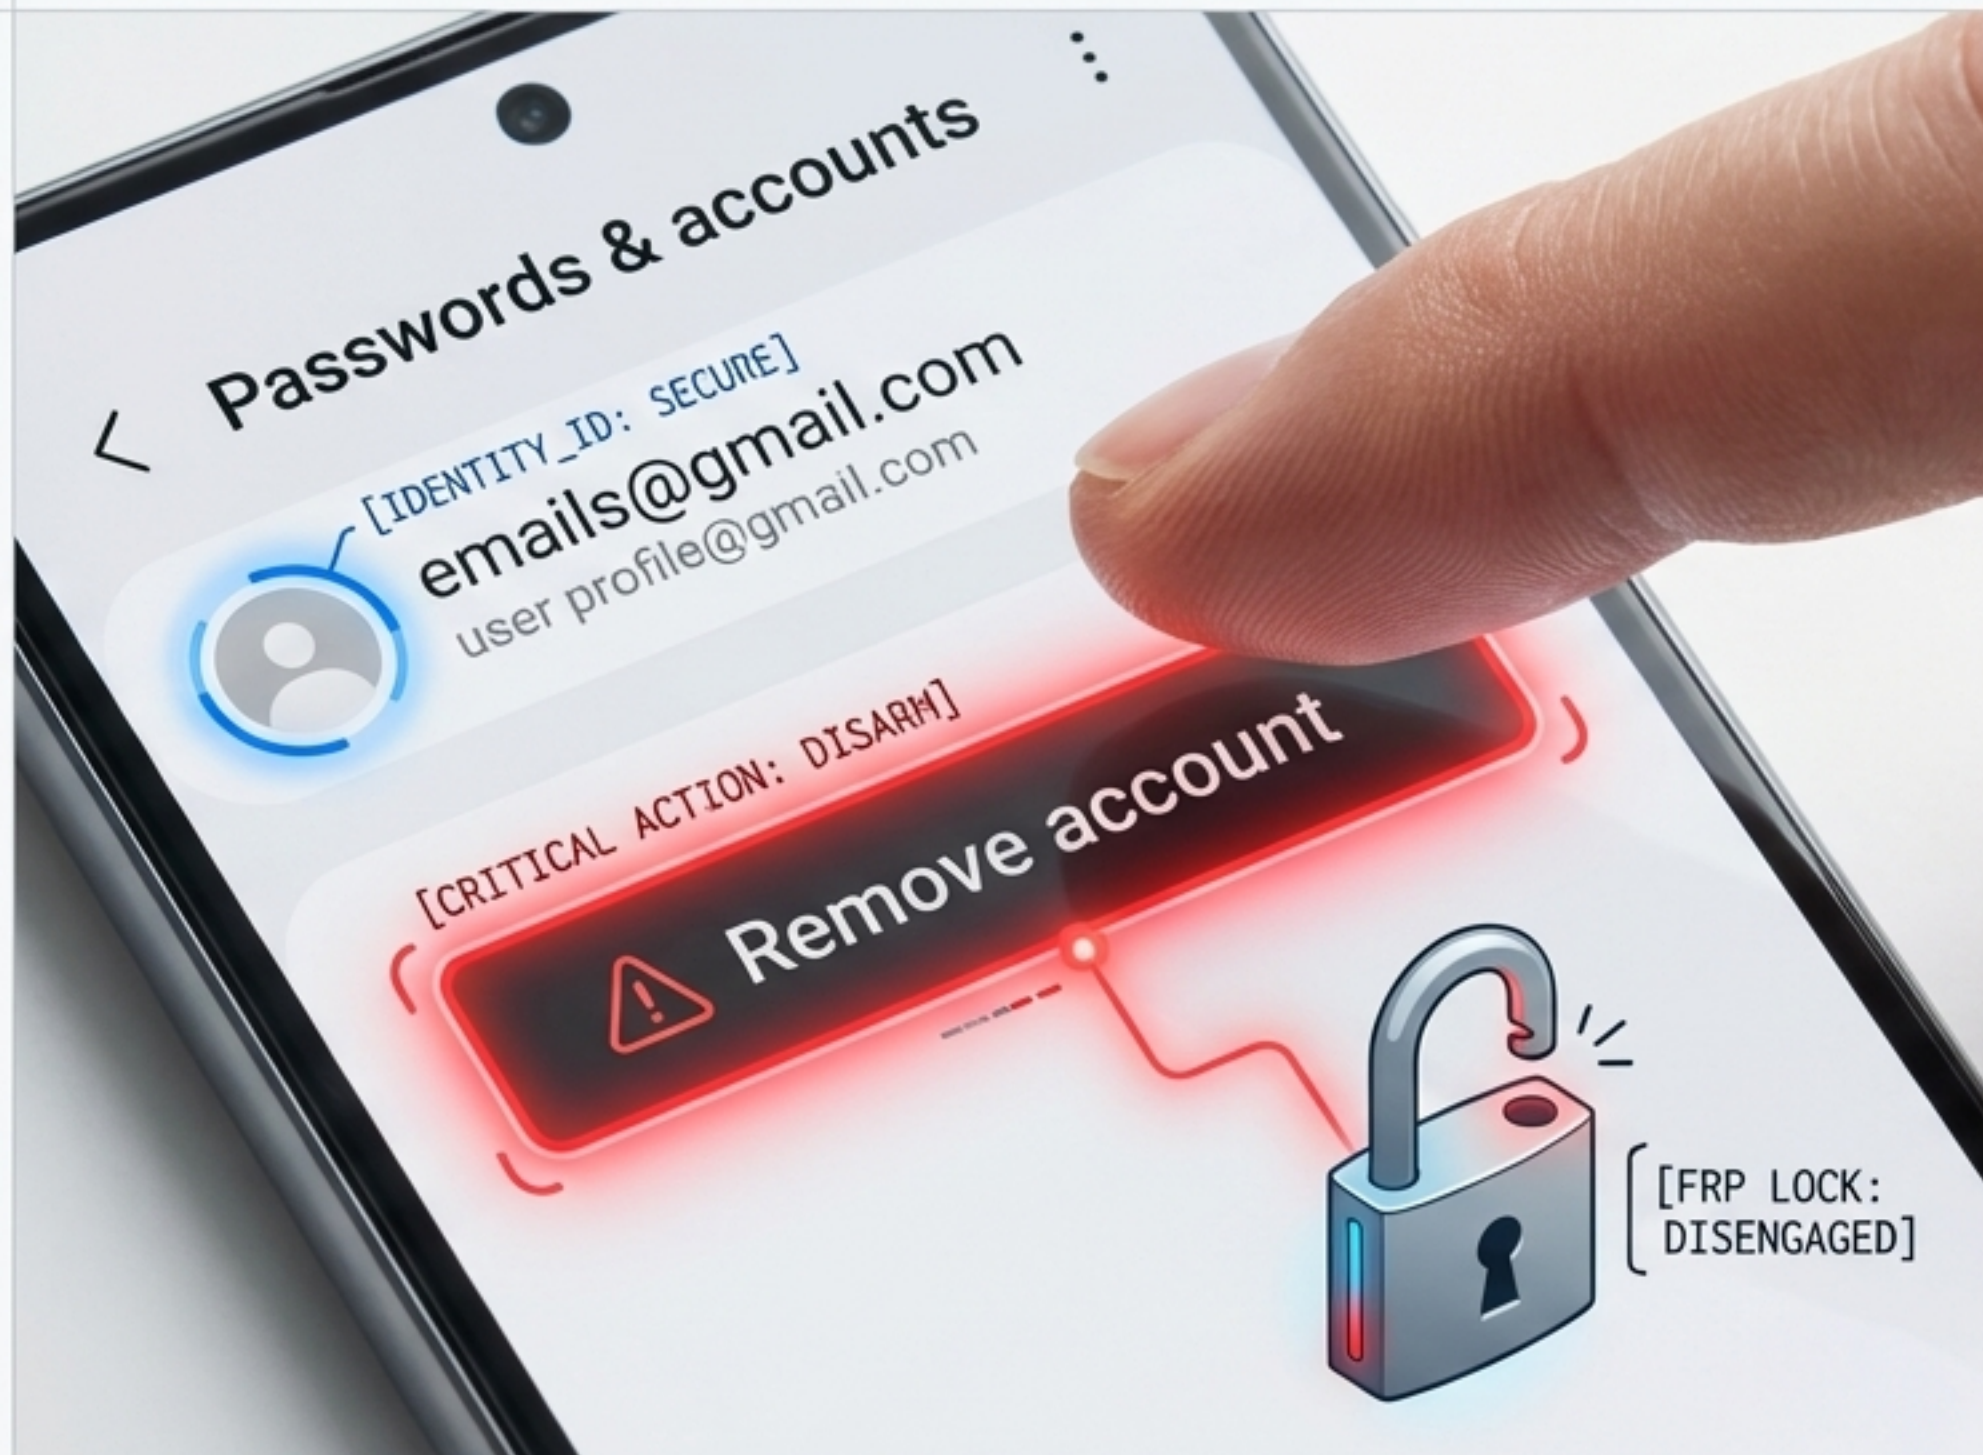 Passwords & accounts
[IDENTITY_ID: SECURE]
emails@gmail.com
user profile@gmail.com
[CRITICAL ACTION: DISARM]
Remove account
[FRP LOCK:
DISENGAGED]